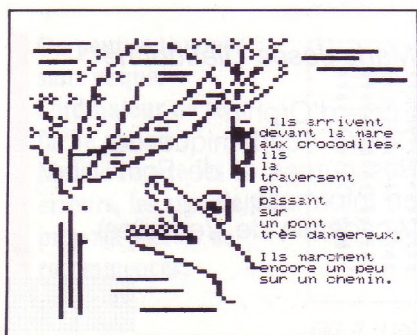 Ils arrivent
devant la mare
aux crocodiles.
ils
la
traversent
en
passant
sur
un pont
très dangereux.
Ils marchent
encore un peu
sur un chemin.